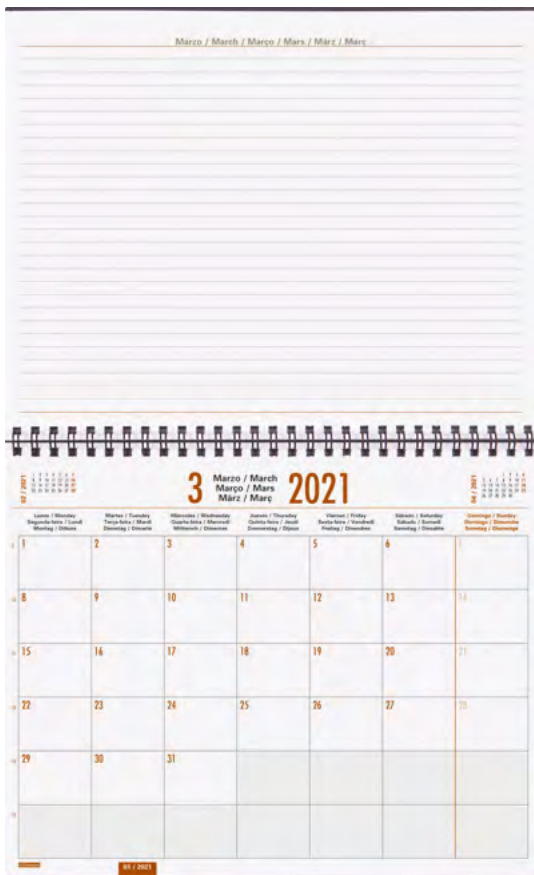 Marzo / March / Março / Mars / März / Març
02 / 2021
3
Marzo / March
Março / Mars
März / Març
2021
04 / 2021
Lunes / Monday
Segunda-feira / Lundi
Montag / Dilluns
Martes / Tuesday
Terça-feira / Mardi
Dienstag / Dimarts
Miércoles / Wednesday
Quarta-feira / Mercredi
Mittwoch / Dimecres
Jueves / Thursday
Quinta-feira / Jeudi
Donnerstag / Dijous
Viernes / Friday
Sexta-feira / Vendredi
Freitag / Divendres
Sábado / Saturday
Sábado / Samedi
Samstag / Dissabte
Domingo / Sunday
Domingo / Dimanche
Sonntag / Diumenge
1 2 3 4 5 6 7
8 9 10 11 12 13 14
15 16 17 18 19 20 21
22 23 24 25 26 27 28
29 30 31